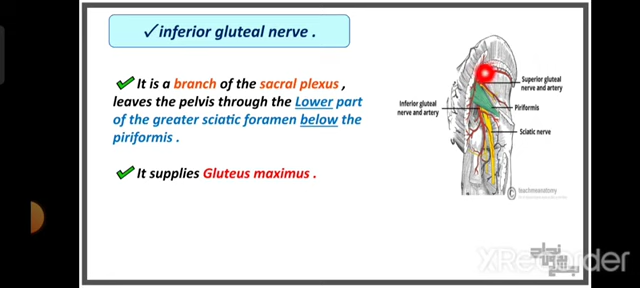 ✓inferior gluteal nerve .
✔ It is a branch of the sacral plexus ,
leaves the pelvis through the Lower part
of the greater sciatic foramen below the
piriformis .
✔ It supplies Gluteus maximus .
Superior gluteal
nerve and artery
Inferior gluteal
nerve and artery
Piriformis
Sciatic nerve
© teachmeanatomy
XRecorder